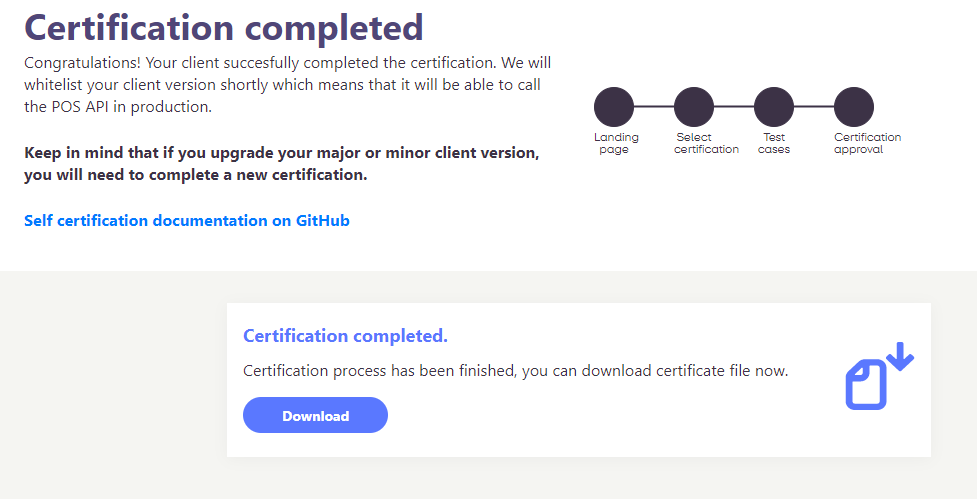 Certification completed
Congratulations! Your client succesfully completed the certification. We will
whitelist your client version shortly which means that it will be able to call
the POS API in production.
Keep in mind that if you upgrade your major or minor client version,
you will need to complete a new certification.
Self certification documentation on GitHub
Landing
page
Select
certification
Test
cases
Certification
approval
Certification completed.
Certification process has been finished, you can download certificate file now.
Download